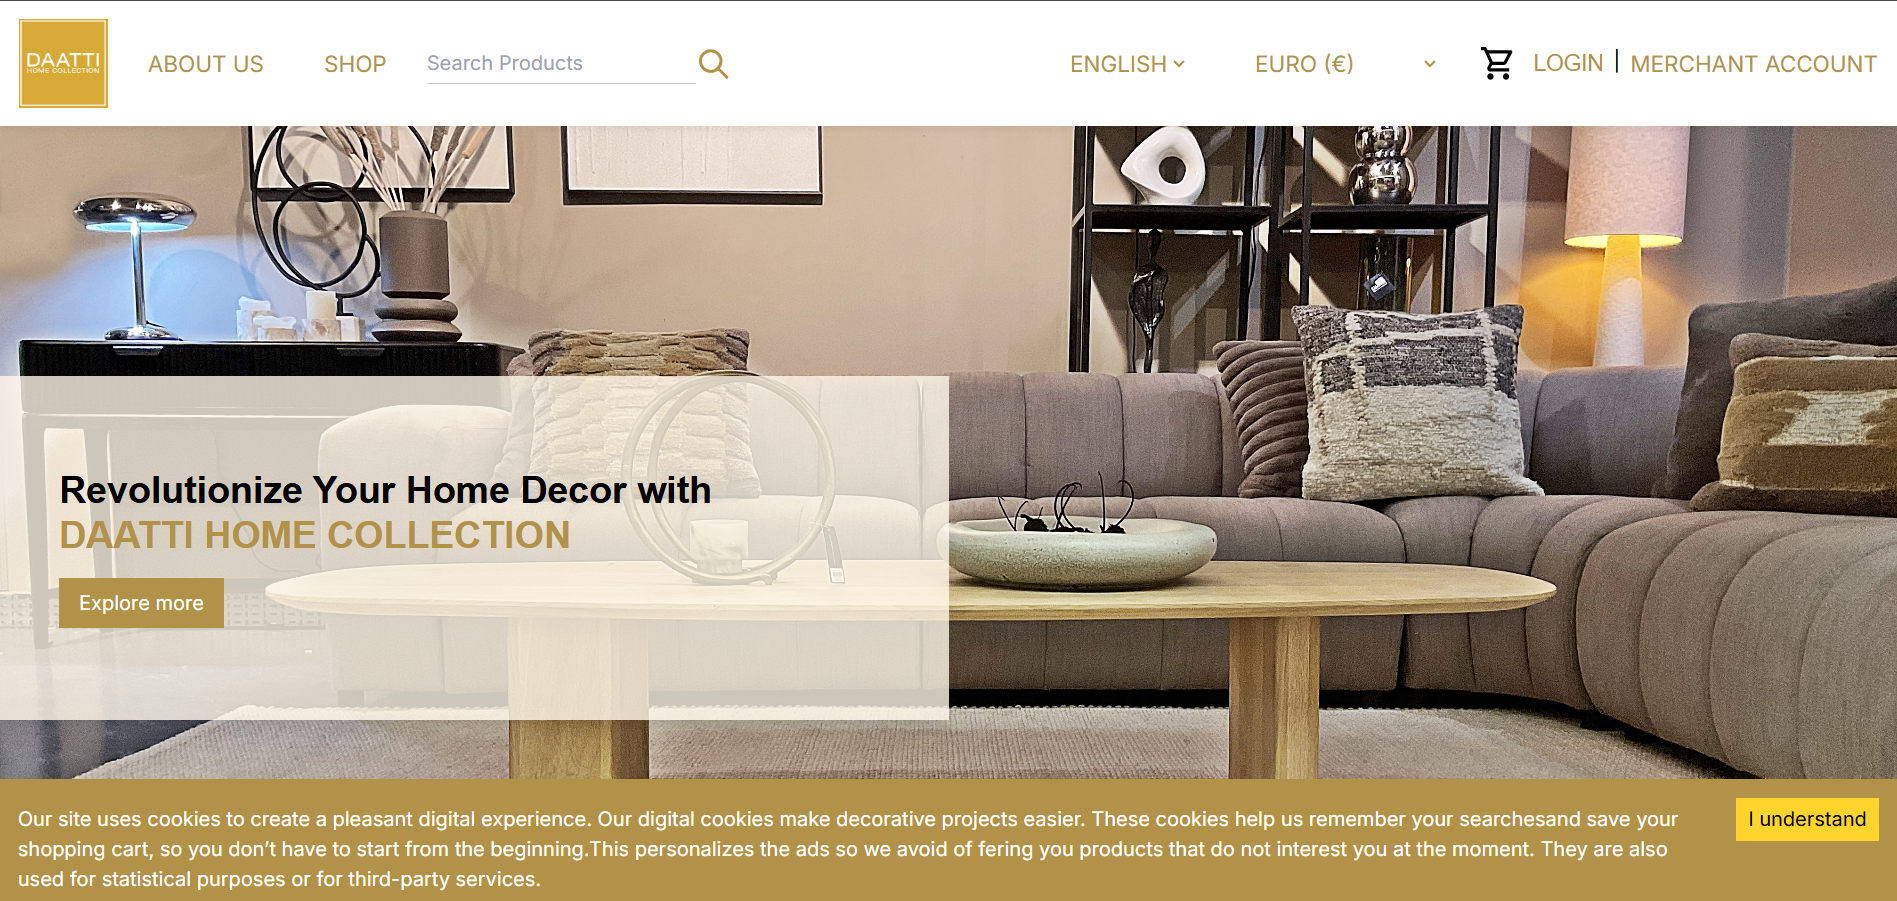 DAATTI
HOME COLLECTION
ABOUT US
SHOP
Search Products
ENGLISH
EURO (€)
LOGIN
MERCHANT ACCOUNT
Revolutionize Your Home Decor with
DAATTI HOME COLLECTION
Explore more
Our site uses cookies to create a pleasant digital experience. Our digital cookies make decorative projects easier. These cookies help us remember your searchesand save your
shopping cart, so you don’t have to start from the beginning.This personalizes the ads so we avoid of fering you products that do not interest you at the moment. They are also
used for statistical purposes or for third-party services.
I understand